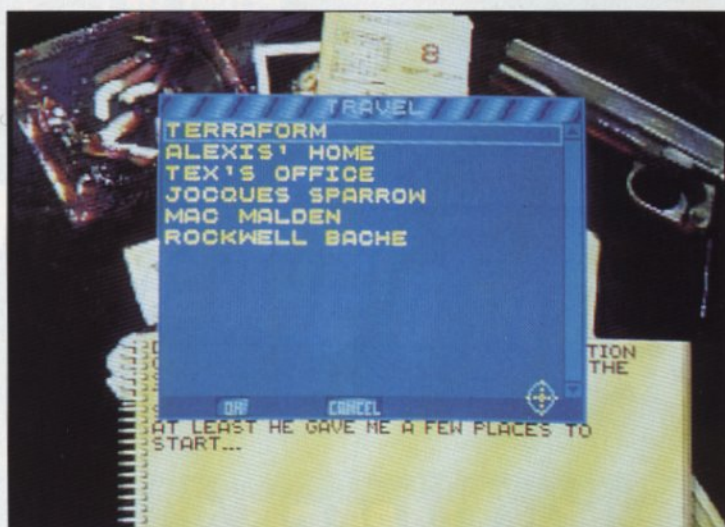 8
TRAVEL
TERRAFORM
ALEXIS' HOME
TEX'S OFFICE
JOCQUES SPARROW
MAC MALDEN
ROCKWELL BACHE
TION
THE
OK!
CANCEL
AT LEAST HE GAVE ME A FEW PLACES TO
START...